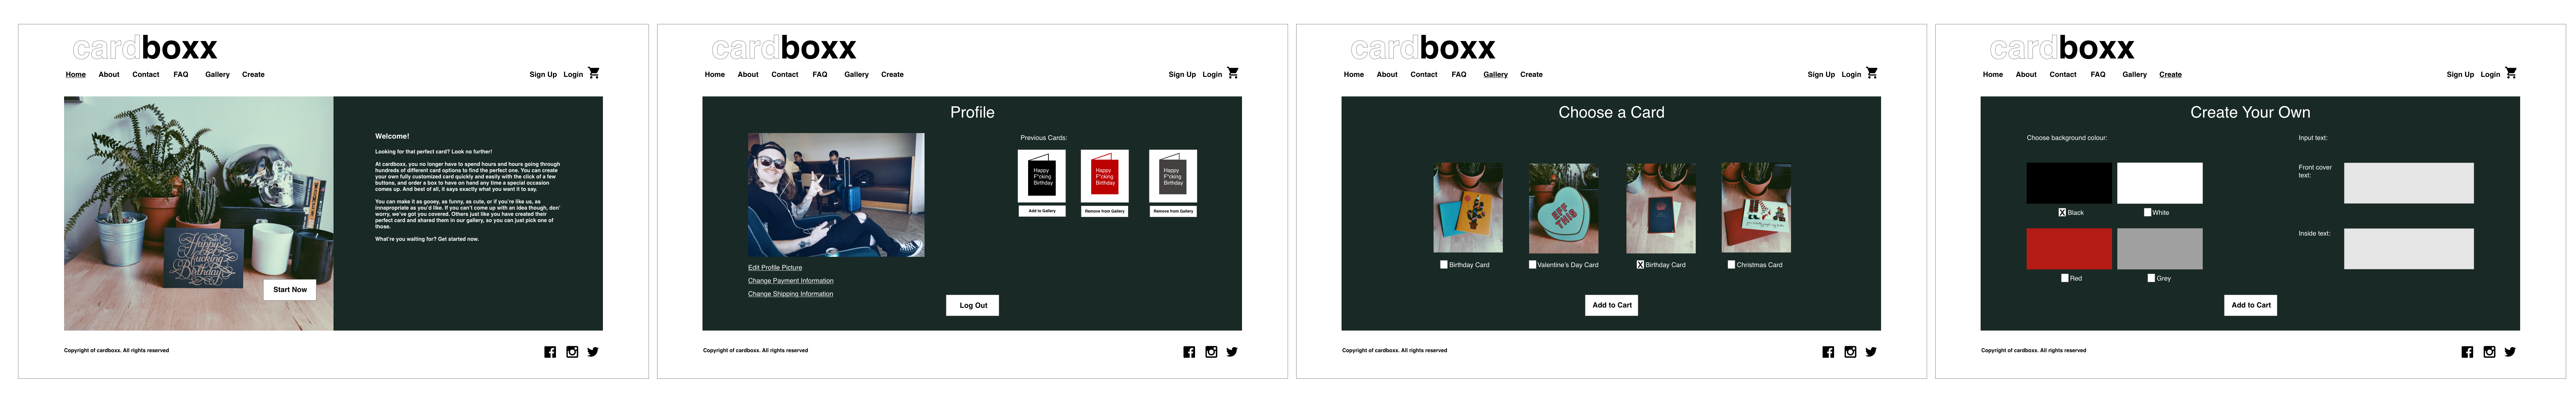 cardboxx
Home About Contact FAQ Gallery Create Sign Up Login
Welcome!
Looking for that perfect card? Look no further!
At cardboxx, you no longer have to spend hours and hours going through
hundreds of different card options to find the perfect one. You can create
your own fully customized card quickly and easily with the click of a few
buttons, and order a box to have on hand any time a special occasion
comes up. And best of all, it says exactly what you want it to say.
You can make it as gooey, as funny, as cute, or if you're like us, as
innapropriate as you'd like. If you can't come up with an idea though, don'
worry, we've got you covered. Others just like you have created their
perfect card and shared them in our gallery, so you can just pick one of
those.
What're you waiting for? Get started now.
Happy
Fucking
Birthday
Start Now
Copyright of cardboxx. All rights reserved
cardboxx
Home About Contact FAQ Gallery Create Sign Up Login
Profile
Previous Cards:
Happy
F*cking
Birthday
Happy
F*cking
Birthday
Happy
F*cking
Birthday
Add to Gallery
Remove from Gallery
Remove from Gallery
Edit Profile Picture
Change Payment Information
Change Shipping Information
Log Out
Copyright of cardboxx. All rights reserved
cardboxx
Home About Contact FAQ Gallery Create Sign Up Login
Choose a Card
EFF
THIS
X
Birthday Card
Valentine's Day Card
Birthday Card
Christmas Card
Add to Cart
Copyright of cardboxx. All rights reserved
cardboxx
Home About Contact FAQ Gallery Create Sign Up Login
Create Your Own
Choose background colour:
Input text:
Front cover
text:
X Black
White
Inside text:
Red
Grey
Add to Cart
Copyright of cardboxx. All rights reserved